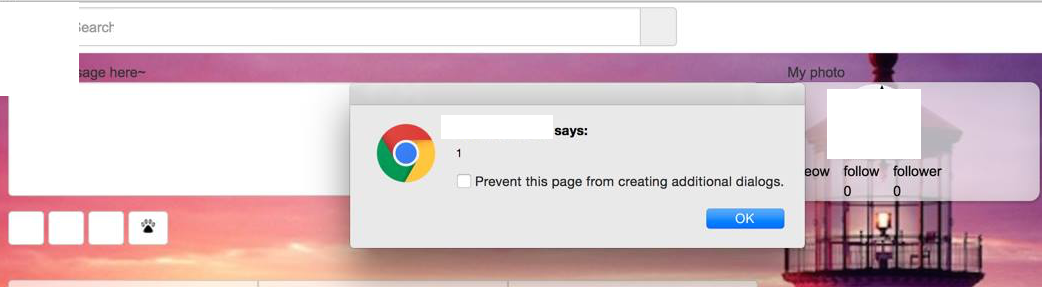 Search
sage here~
My photo
says:
1
Prevent this page from creating additional dialogs.
OK
eow follow follower
0 0